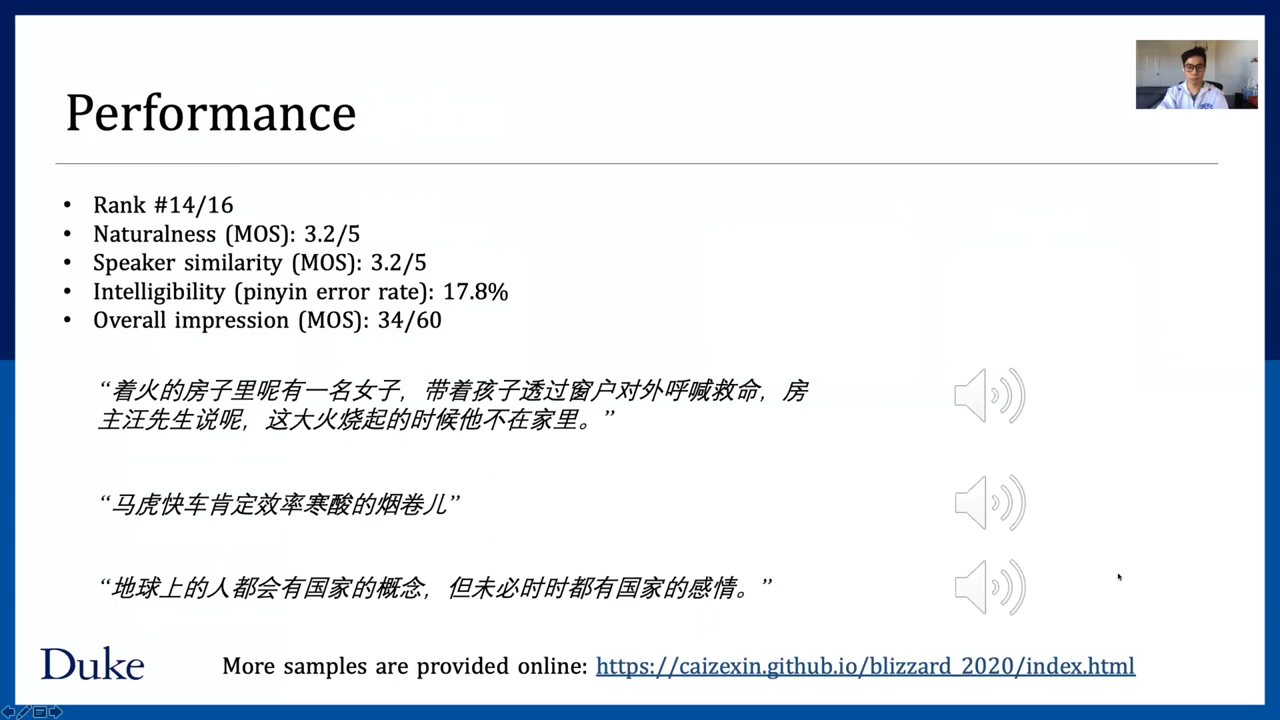 Performance
• Rank #14/16
• Naturalness (MOS): 3.2/5
• Speaker similarity (MOS): 3.2/5
• Intelligibility (pinyin error rate): 17.8%
• Overall impression (MOS): 34/60
“着火的房子里呢有一名女子，带着孩子透过窗户对外呼喊救命，房
主汪先生说呢，这大火烧起的时候他不在家里。”
“马虎快车肯定效率寒酸的烟卷儿”
“地球上的人都会有国家的概念，但未必时时都有国家的感情。”
Duke
More samples are provided online: https://caizexin.github.io/blizzard_2020/index.html